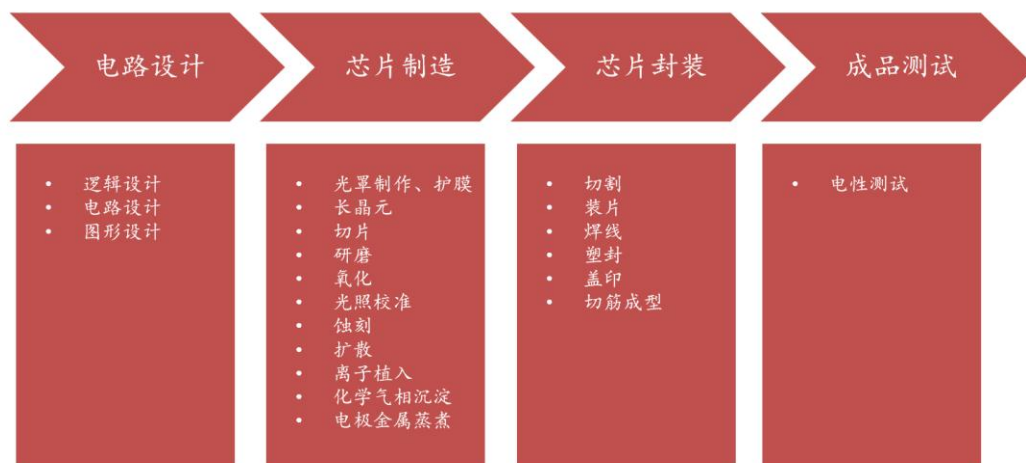 电路设计
芯片制造
芯片封装
成品测试
• 逻辑设计
• 电路设计
• 图形设计
• 光罩制作、护膜
• 长晶元
• 切片
• 研磨
• 氧化
• 光照校准
• 蚀刻
• 扩散
• 离子植入
• 化学气相沉淀
• 电极金属蒸煮
• 切割
• 装片
• 焊线
• 塑封
• 盖印
• 切筋成型
• 电性测试